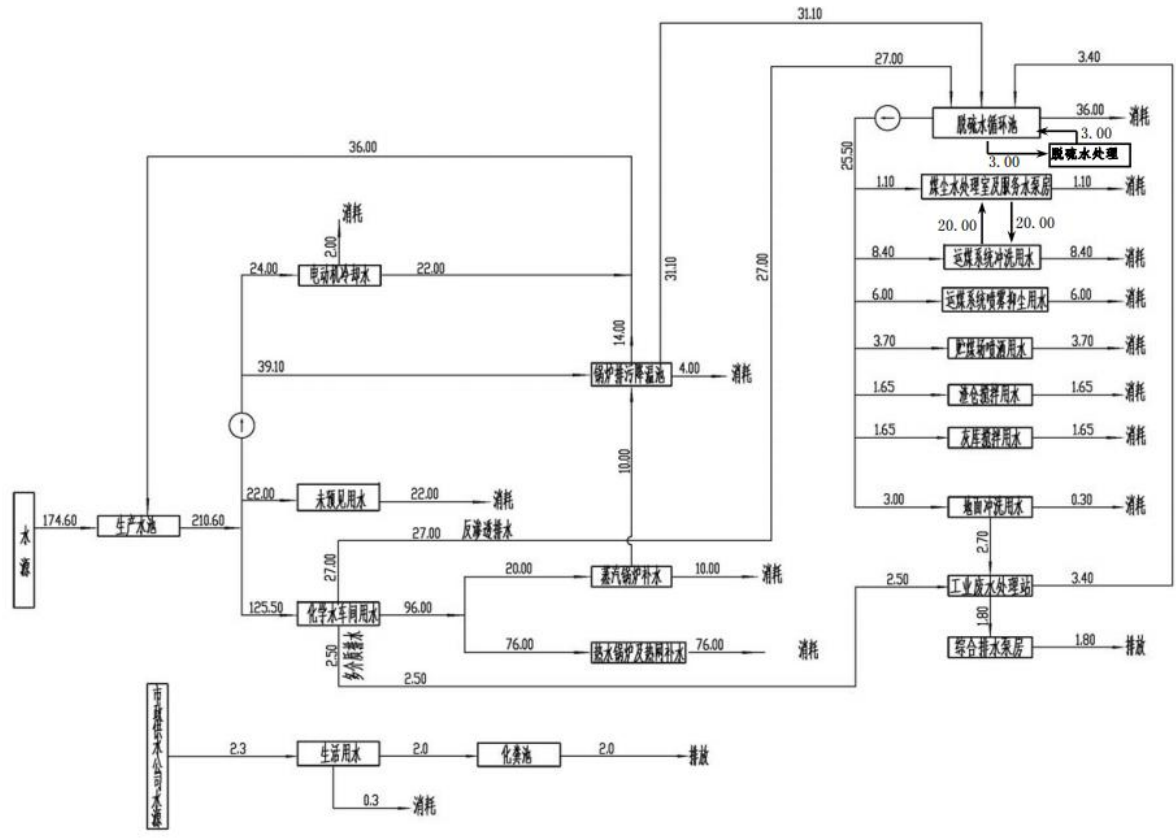 31.10
27.00
3.40
脱硫水循环池
36.00
消耗
3.00
3.00
脱硫水处理
25.50
36.00
1.10
煤尘水处理室及服务水泵房
1.10
消耗
20.00
20.00
消耗
2.00
24.00
电动机冷却水
22.00
31.10
27.00
8.40
运煤系统冲洗用水
8.40
消耗
6.00
运煤系统喷雾抑尘用水
6.00
消耗
14.00
3.70
贮煤场喷洒用水
3.70
消耗
39.10
锅炉排污降温池
4.00
消耗
1.65
渣仓搅拌用水
1.65
消耗
1.65
灰库搅拌用水
1.65
消耗
10.00
22.00
未预见用水
22.00
消耗
3.00
地面冲洗用水
0.30
消耗
水源
174.60
生产水池
210.60
27.00
反渗透排水
27.00
2.70
20.00
蒸汽锅炉补水
10.00
消耗
2.50
工业废水处理站
3.40
125.50
化学水车间用水
96.00
1.80
76.00
热水锅炉及热网补水
76.00
消耗
综合排水泵房
1.80
排放
2.50
多介质排水
2.50
市政供水公司水源
2.3
生活用水
2.0
化粪池
2.0
排放
0.3
消耗